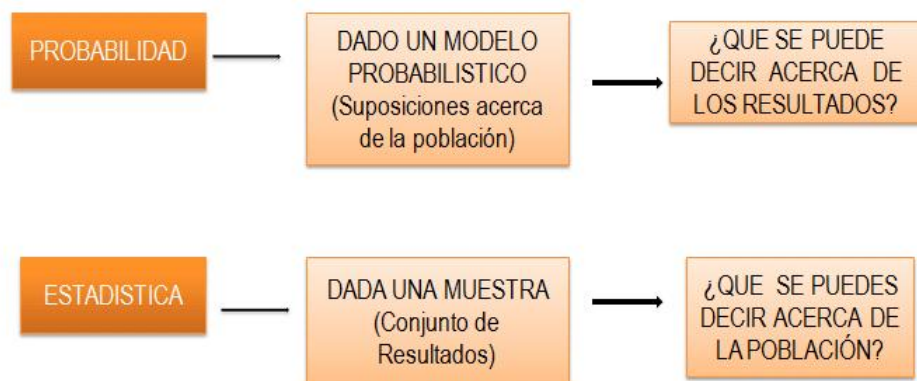 PROBABILIDAD
DADO UN MODELO
PROBABILISTICO
(Suposiciones acerca
de la población)
¿QUE SE PUEDE
DECIR ACERCA DE
LOS RESULTADOS?
ESTADISTICA
DADA UNA MUESTRA
(Conjunto de
Resultados)
¿QUE SE PUEDES
DECIR ACERCA DE
LA POBLACIÓN?